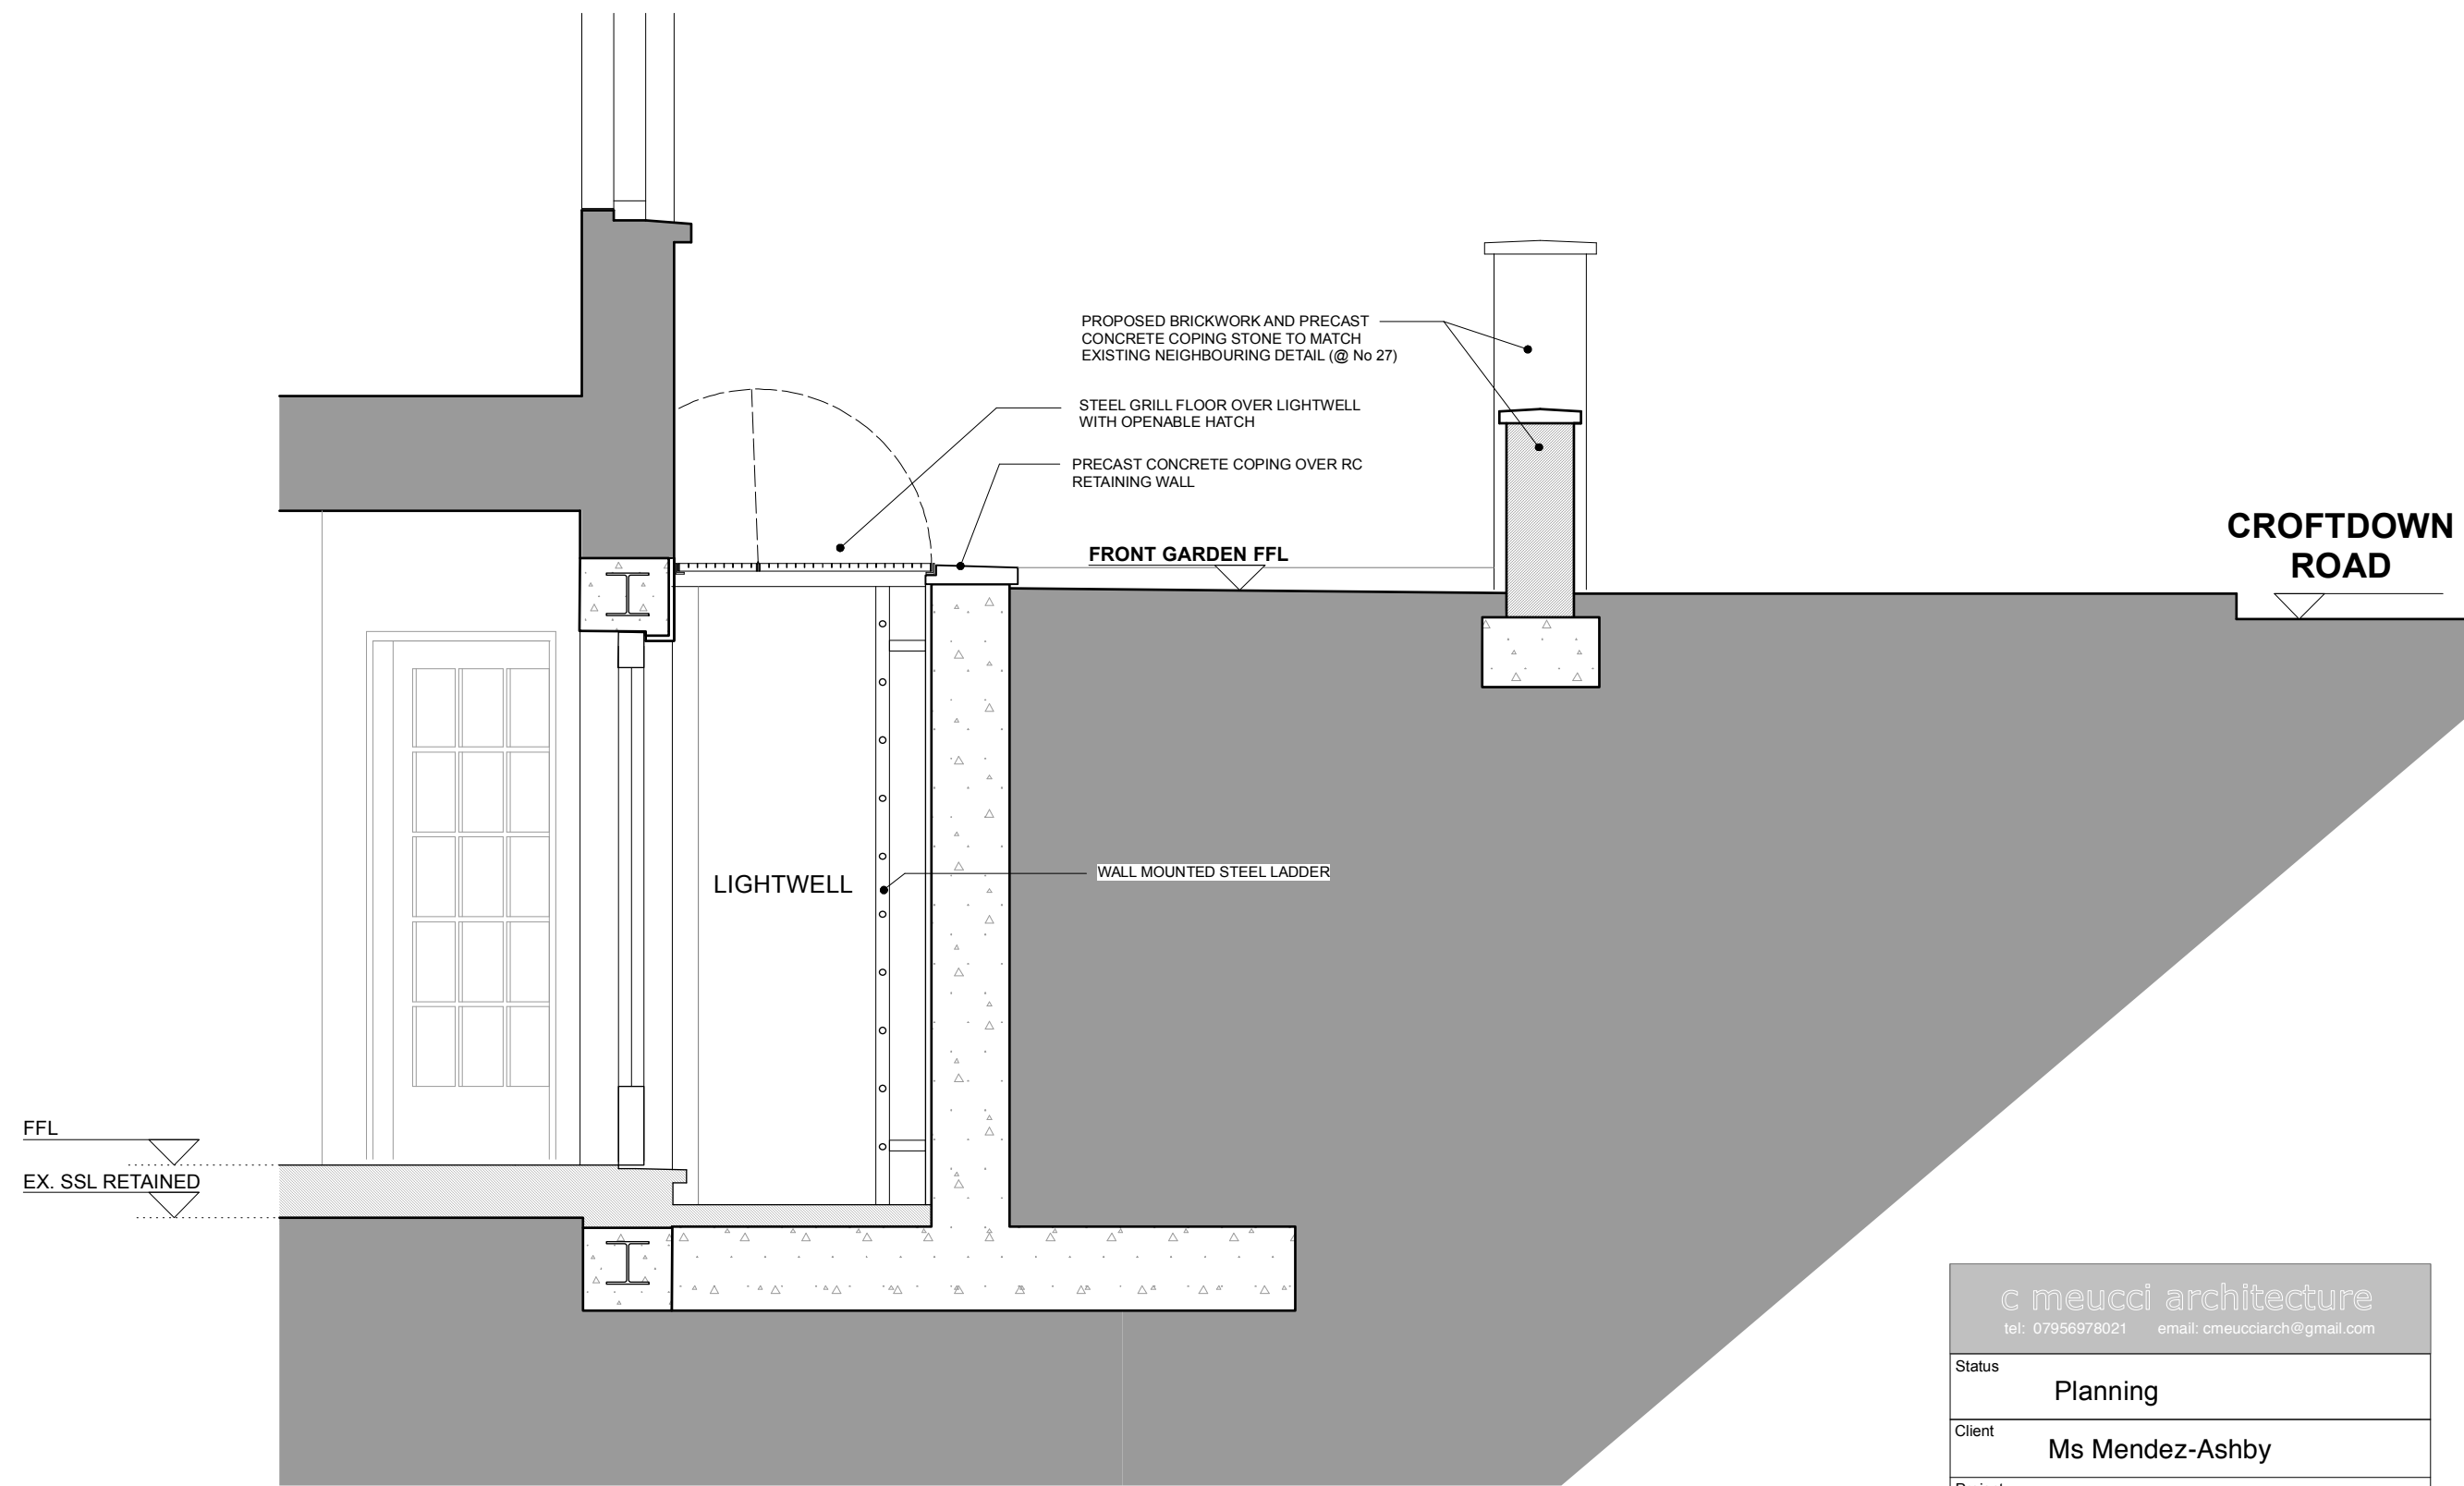 PROPOSED BRICKWORK AND PRECAST
CONCRETE COPING STONE TO MATCH
EXISTING NEIGHBOURING DETAIL (@ No 27)
STEEL GRILL FLOOR OVER LIGHTWELL
WITH OPENABLE HATCH
PRECAST CONCRETE COPING OVER RC
RETAINING WALL
FRONT GARDEN FFL
CROFTDOWN
ROAD
LIGHTWELL
WALL MOUNTED STEEL LADDER
FFL
EX. SSL RETAINED
c meucci architecture
tel: 07956978021 email: cmeucciarch@gmail.com
Status
Planning
Client
Ms Mendez-Ashby